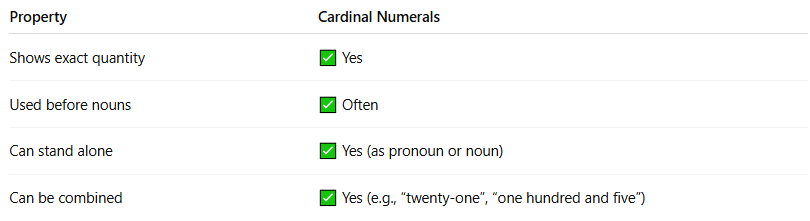 Property Cardinal Numerals
Shows exact quantity ✅ Yes
Used before nouns ✅ Often
Can stand alone ✅ Yes (as pronoun or noun)
Can be combined ✅ Yes (e.g., “twenty-one”, “one hundred and five”)